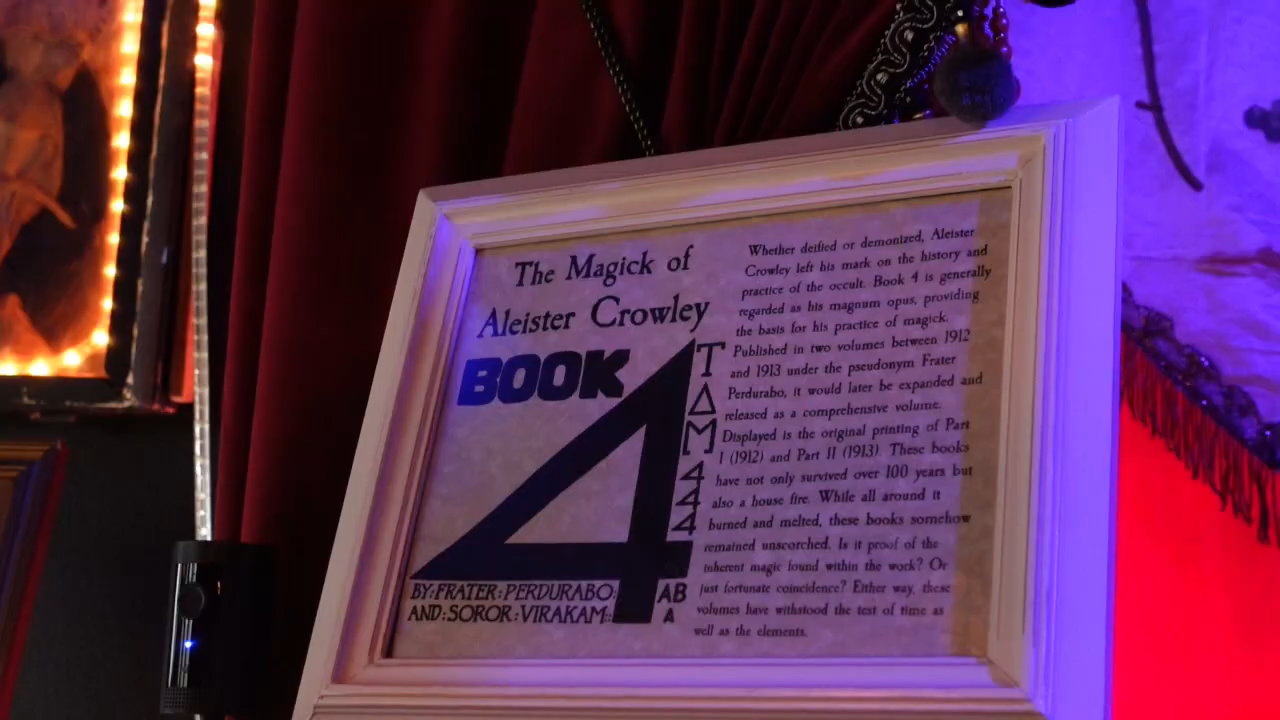 The Magick of
Aleister Crowley
BOOK
4
TΔM
444
BY:FRATER:PERDURABO:
AND:SOROR:VIRAKAM::
AB
A
Whether deified or demonized, Aleister
Crowley left his mark on the history and
practice of the occult. Book 4 is generally
regarded as his magnum opus, providing
the basis for his practice of magick.
Published in two volumes between 1912
and 1913 under the pseudonym Frater
Perdurabo, it would later be expanded and
released as a comprehensive volume.
Displayed is the original printing of Part
I (1912) and Part II (1913). These books
have not only survived over 100 years but
also a house fire. While all around it
burned and melted, these books somehow
remained unscorched. Is it proof of the
inherent magic found within the work? Or
just fortunate coincidence? Either way, these
volumes have withstood the test of time as
well as the elements.